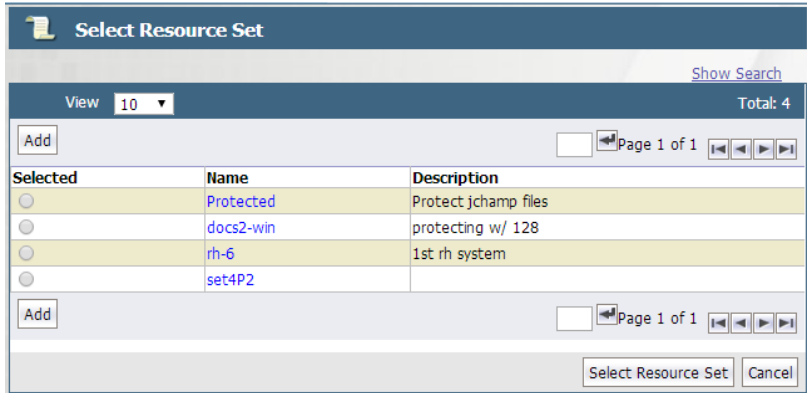 Select Resource Set
Show Search
View 10 Total: 4
Add Page 1 of 1
Selected Name Description
Protected Protect jchamp files
docs2-win protecting w/ 128
rh-6 1st rh system
set4P2
Add Page 1 of 1
Select Resource Set Cancel